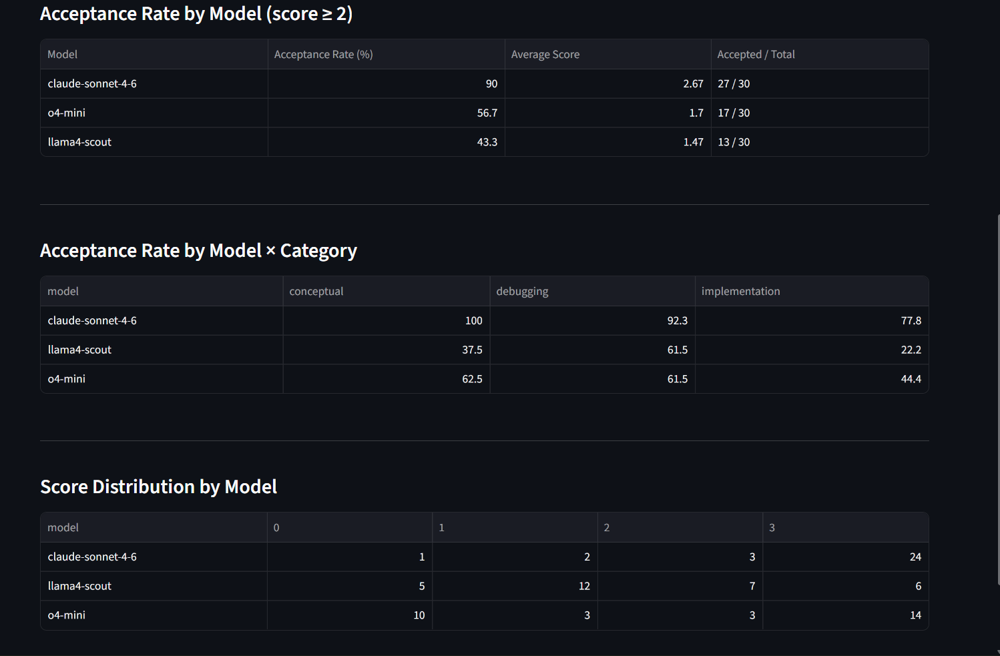 Acceptance Rate by Model (score ≥ 2)
Model Acceptance Rate (%) Average Score Accepted / Total
claude-sonnet-4-6 90 2.67 27 / 30
o4-mini 56.7 1.7 17 / 30
llama4-scout 43.3 1.47 13 / 30
Acceptance Rate by Model × Category
model conceptual debugging implementation
claude-sonnet-4-6 100 92.3 77.8
llama4-scout 37.5 61.5 22.2
o4-mini 62.5 61.5 44.4
Score Distribution by Model
model 0 1 2 3
claude-sonnet-4-6 1 2 3 24
llama4-scout 5 12 7 6
o4-mini 10 3 3 14